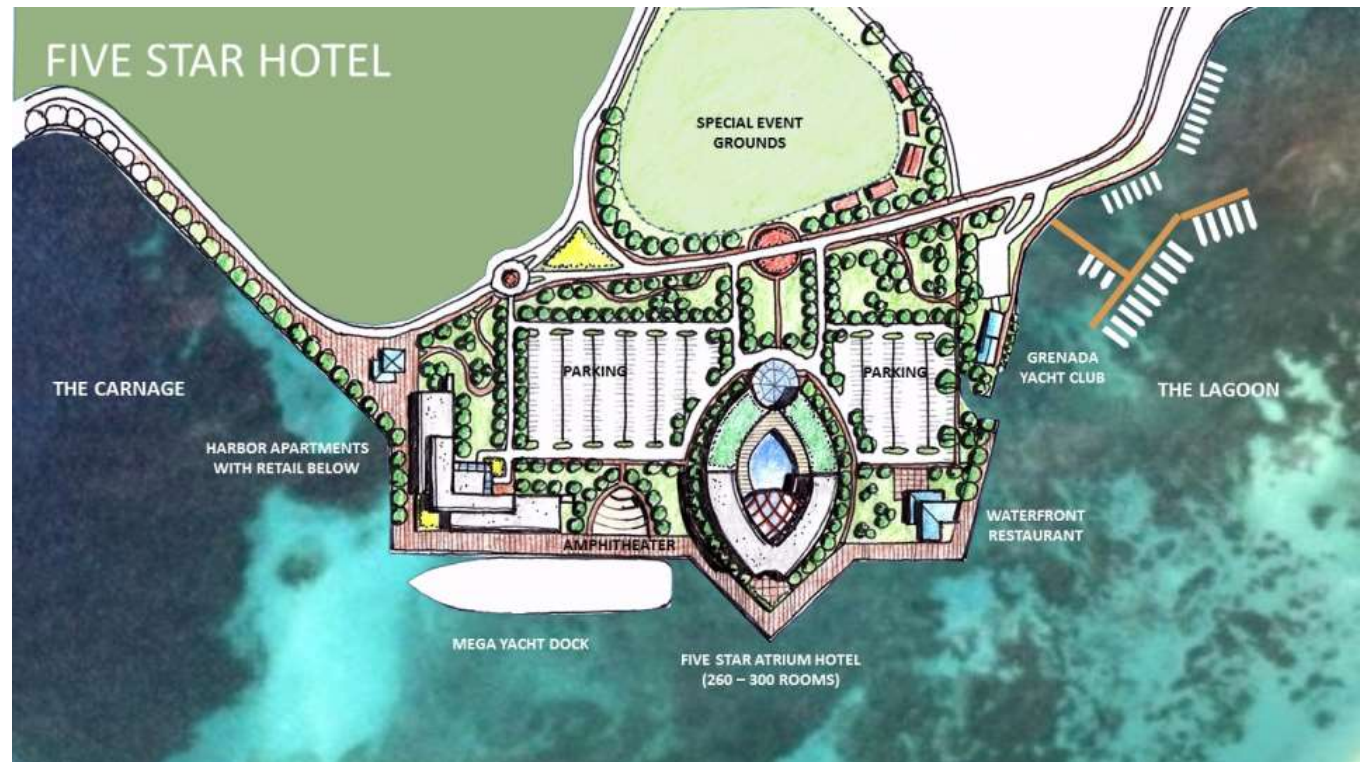 FIVE STAR HOTEL
SPECIAL EVENT
GROUNDS
THE CARNAGE
PARKING
PARKING
GRENADA
YACHT CLUB
THE LAGOON
HARBOR APARTMENTS
WITH RETAIL BELOW
WATERFRONT
RESTAURANT
AMPHITHEATER
MEGA YACHT DOCK
FIVE STAR ATRIUM HOTEL
(260 – 300 ROOMS)